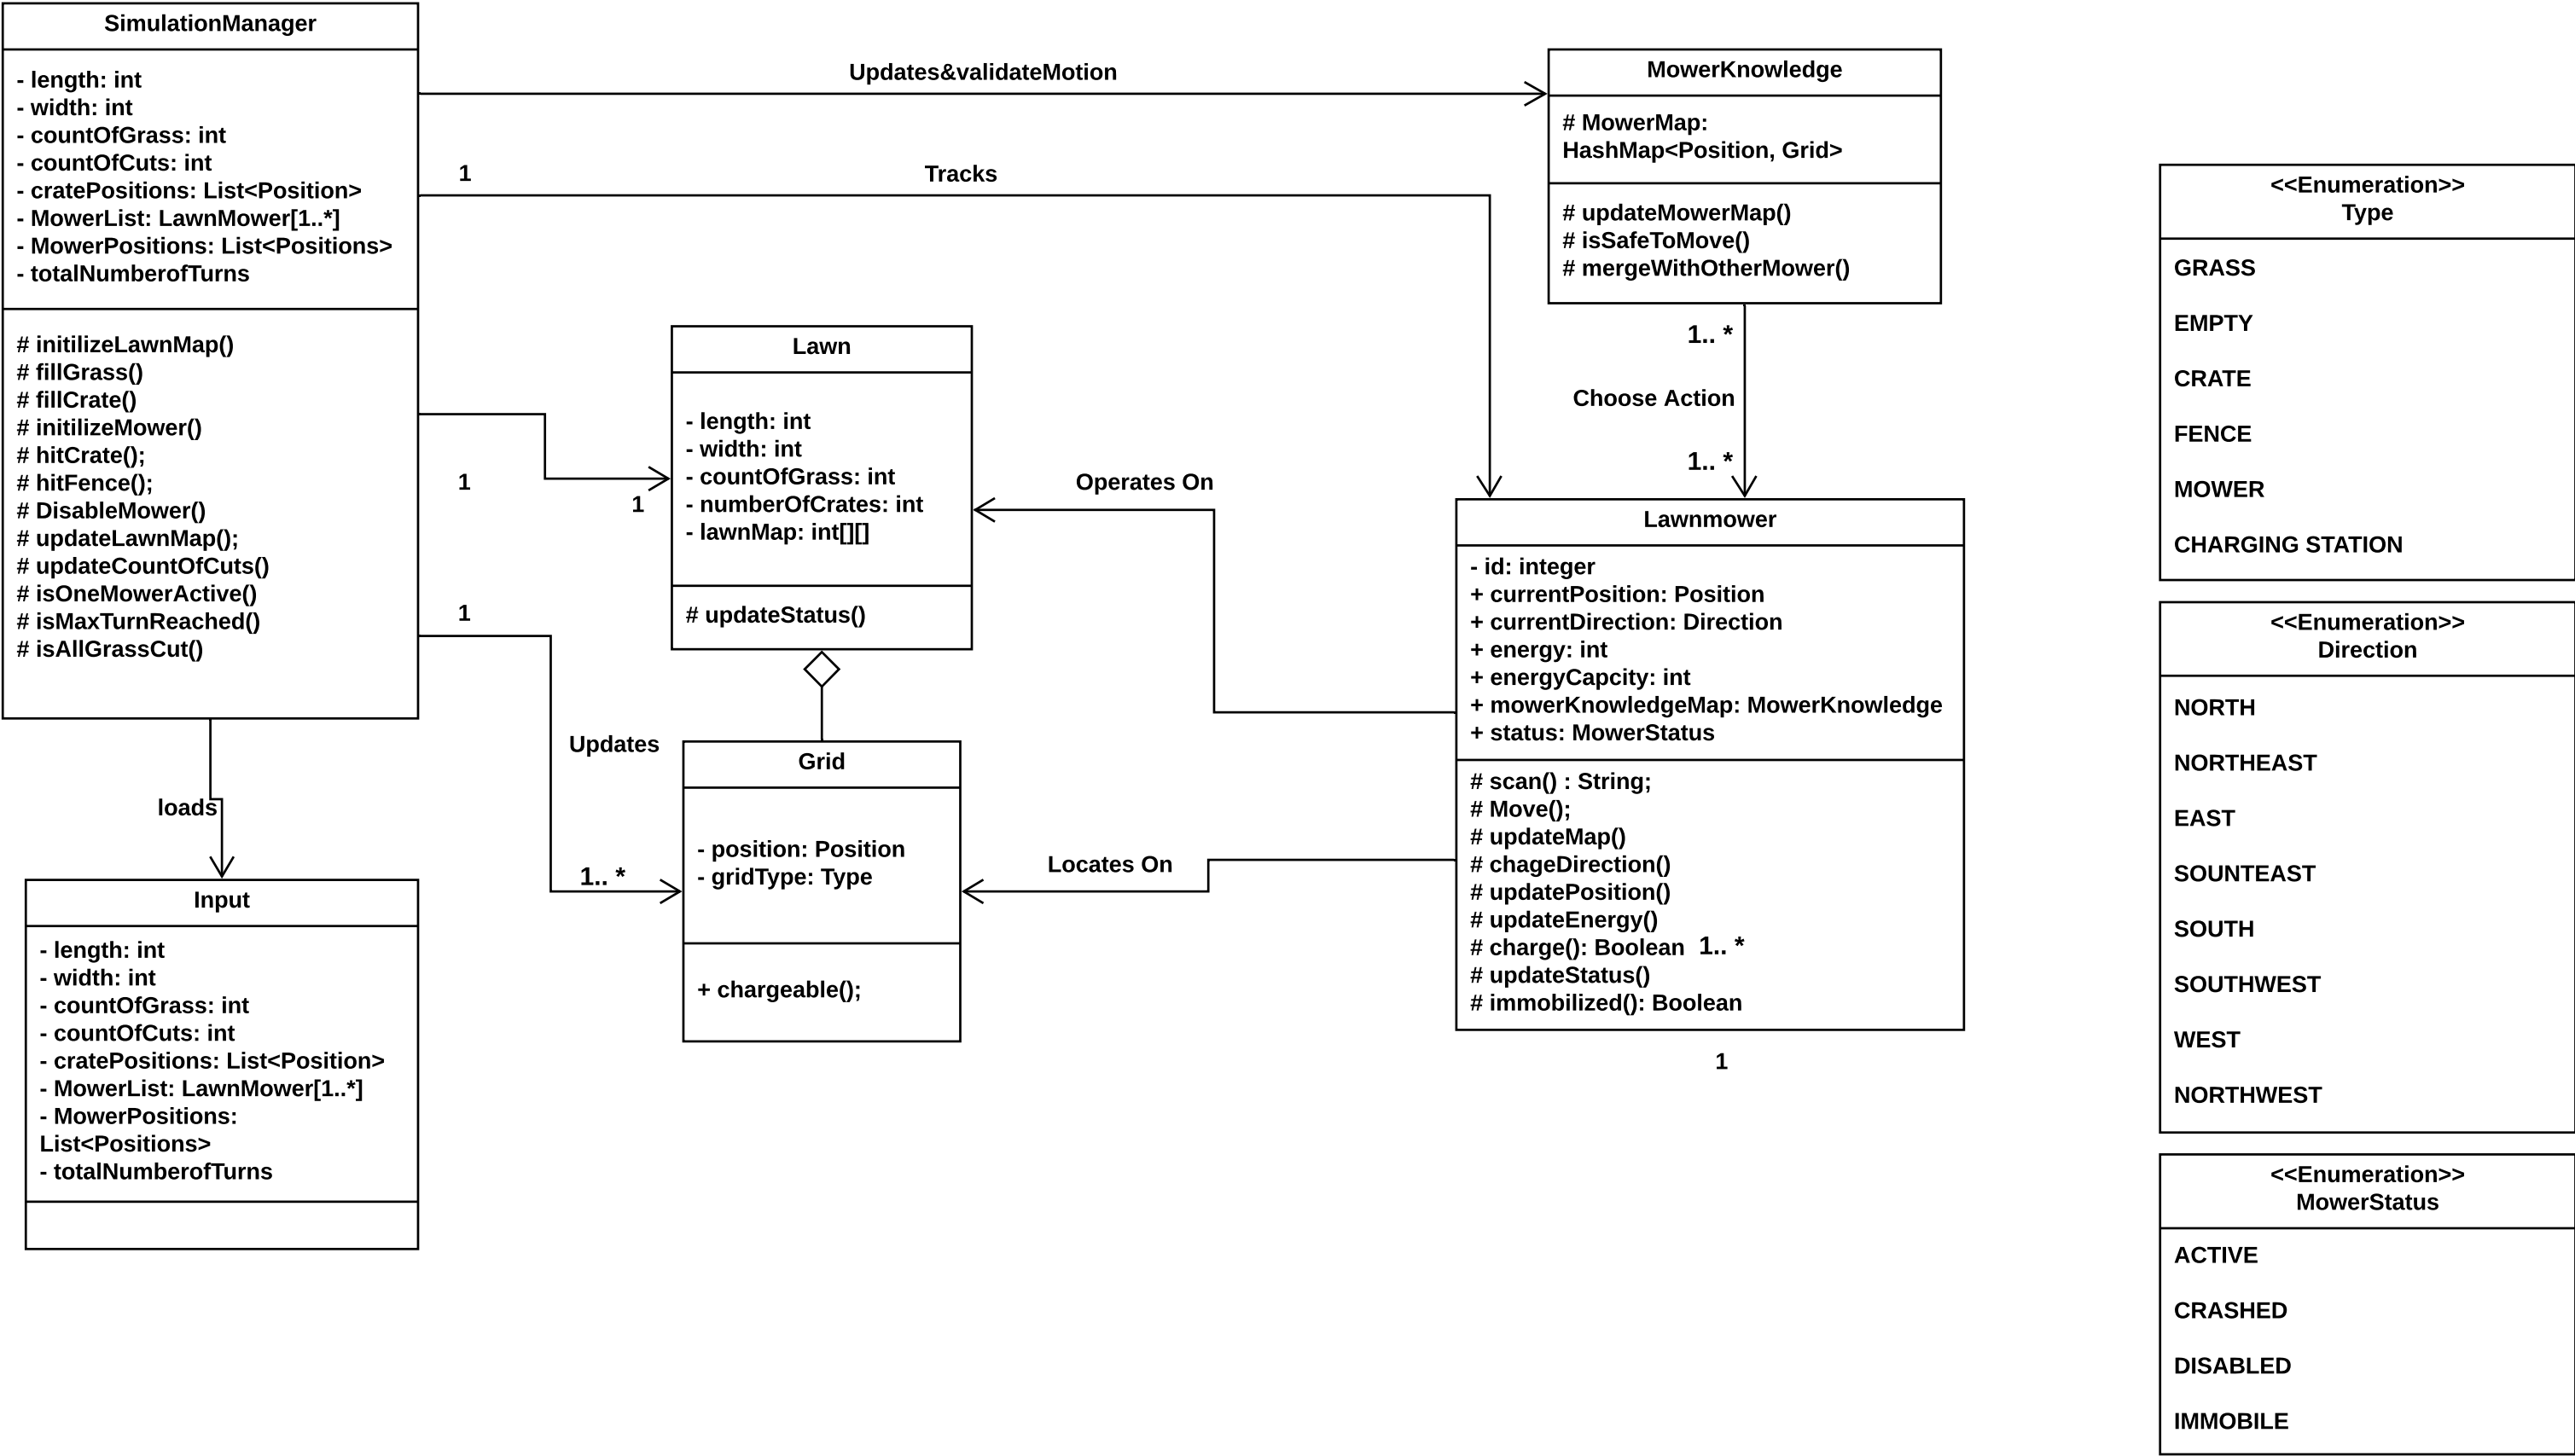 SimulationManager
- length: int
- width: int
- countOfGrass: int
- countOfCuts: int
- cratePositions: List<Position>
- MowerList: LawnMower[1..*]
- MowerPositions: List<Positions>
- totalNumberofTurns
# initilizeLawnMap()
# fillGrass()
# fillCrate()
# initilizeMower()
# hitCrate();
# hitFence();
# DisableMower()
# updateLawnMap();
# updateCountOfCuts()
# isOneMowerActive()
# isMaxTurnReached()
# isAllGrassCut()
Updates&validateMotion
1
Tracks
1
1
1
Updates
1.. *
loads
Input
- length: int
- width: int
- countOfGrass: int
- countOfCuts: int
- cratePositions: List<Position>
- MowerList: LawnMower[1..*]
- MowerPositions:
List<Positions>
- totalNumberofTurns
Lawn
- length: int
- width: int
- countOfGrass: int
- numberOfCrates: int
- lawnMap: int[][]
# updateStatus()
Grid
- position: Position
- gridType: Type
+ chargeable();
Operates On
Locates On
MowerKnowledge
# MowerMap:
HashMap<Position, Grid>
# updateMowerMap()
# isSafeToMove()
# mergeWithOtherMower()
1.. *
Choose Action
1.. *
Lawnmower
- id: integer
+ currentPosition: Position
+ currentDirection: Direction
+ energy: int
+ energyCapcity: int
+ mowerKnowledgeMap: MowerKnowledge
+ status: MowerStatus
# scan() : String;
# Move();
# updateMap()
# chageDirection()
# updatePosition()
# updateEnergy()
# charge(): Boolean 1.. *
# updateStatus()
# immobilized(): Boolean
1
<<Enumeration>>
Type
GRASS
EMPTY
CRATE
FENCE
MOWER
CHARGING STATION
<<Enumeration>>
Direction
NORTH
NORTHEAST
EAST
SOUNTEAST
SOUTH
SOUTHWEST
WEST
NORTHWEST
<<Enumeration>>
MowerStatus
ACTIVE
CRASHED
DISABLED
IMMOBILE